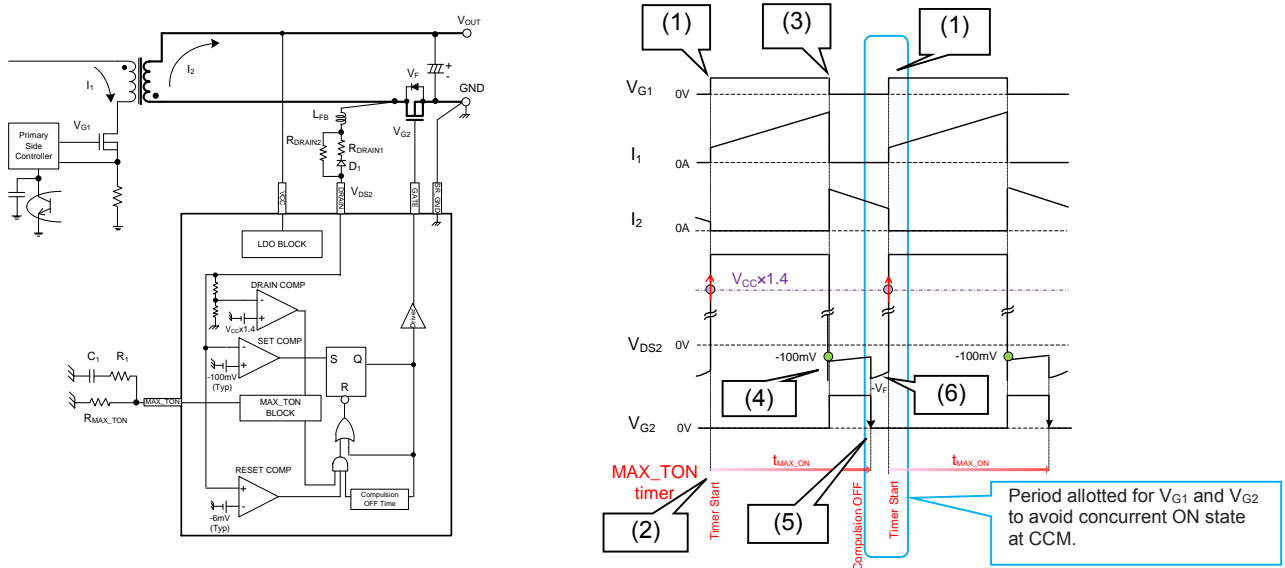 VOUT
I1
I2
VF
GND
LFB
VG1
VG2
Primary
Side
Controller
RDRAIN2
RDRAIN1
D1
VDS2
VCC
DRAIN
GATE
SR_GND
LDO BLOCK
DRAIN COMP
-
+
VCC×1.4
Driver
SET COMP
-
+
-100mV
(Typ)
S
Q
R
C1
R1
RMAX_TON
MAX_TON
MAX_TON
BLOCK
RESET COMP
+
-
-6mV
(Typ)
Compulsion
OFF Time
(1)
(3)
(1)
VG1
0V
I1
0A
I2
0A
VCC×1.4
VDS2
0V
-100mV
-100mV
(4)
-VF
(6)
VG2
0V
MAX_TON
timer
tMAX_ON
tMAX_ON
(2)
Timer Start
(5)
Compulsion OFF
Timer Start
Period allotted for VG1 and VG2
to avoid concurrent ON state
at CCM.